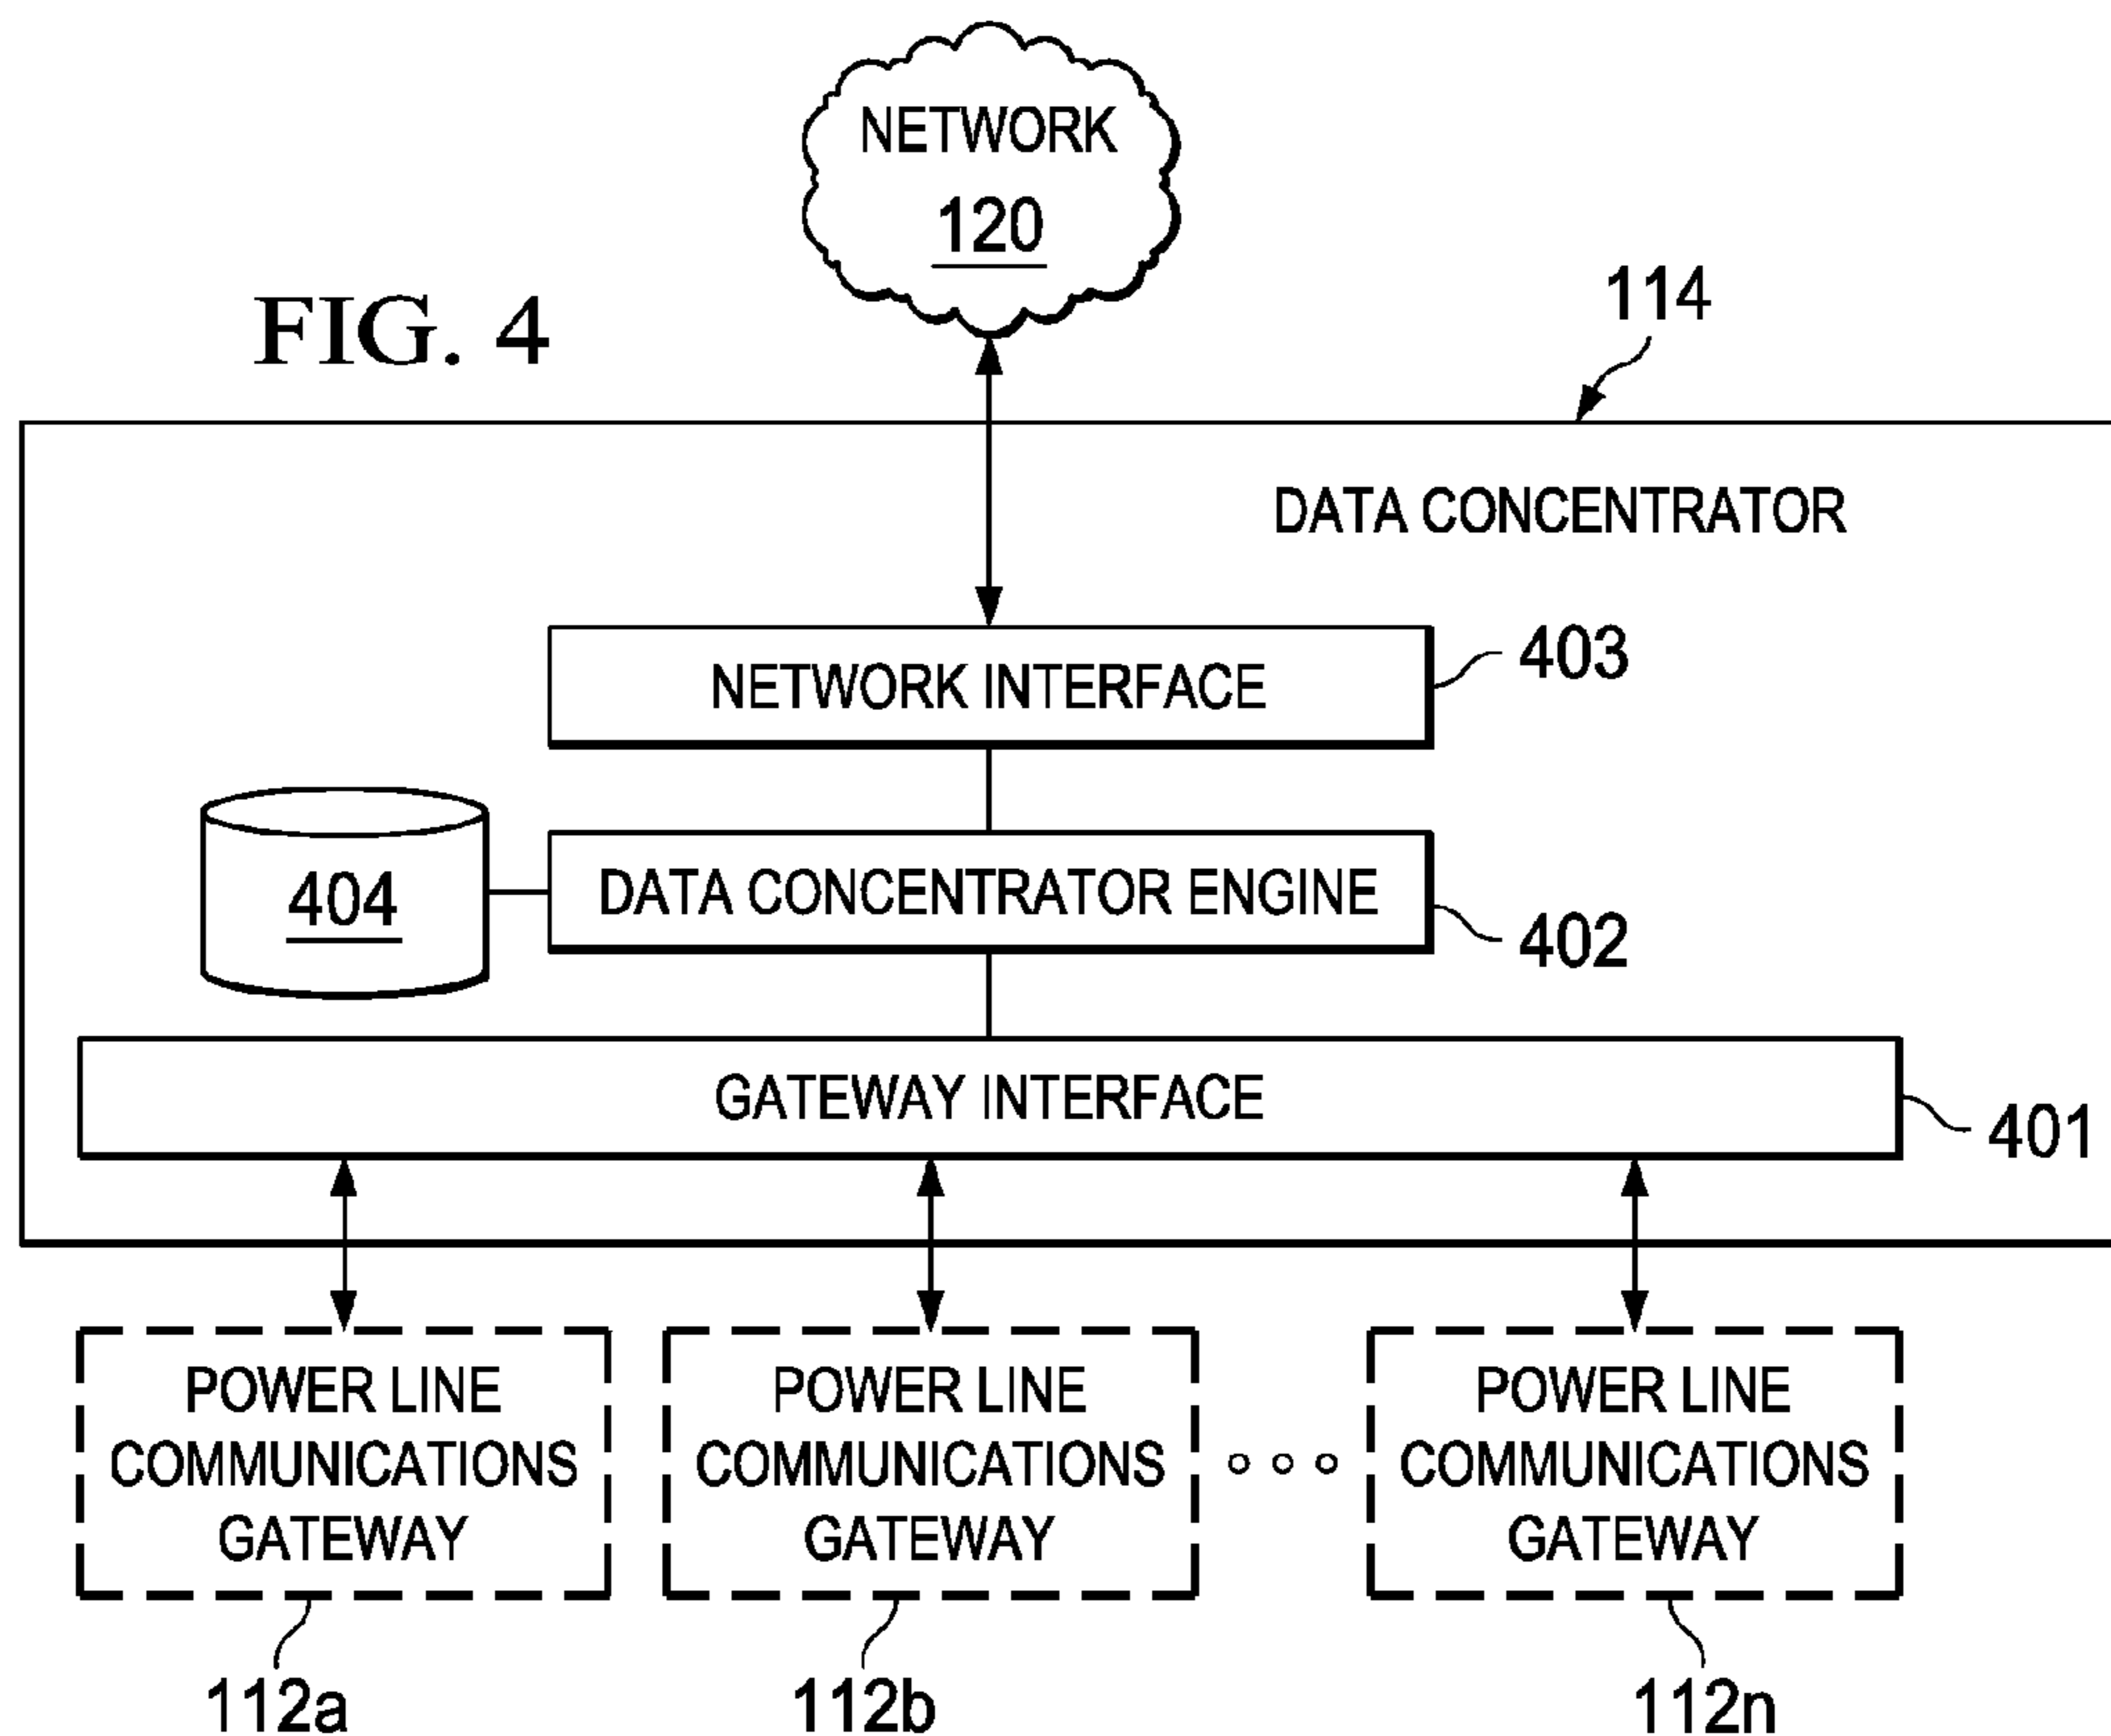 NETWORK
120
FIG. 4
114
DATA CONCENTRATOR
NETWORK INTERFACE
403
404
DATA CONCENTRATOR ENGINE
402
GATEWAY INTERFACE
401
POWER LINE
COMMUNICATIONS
GATEWAY
POWER LINE
COMMUNICATIONS
GATEWAY
POWER LINE
COMMUNICATIONS
GATEWAY
112a
112b
112n